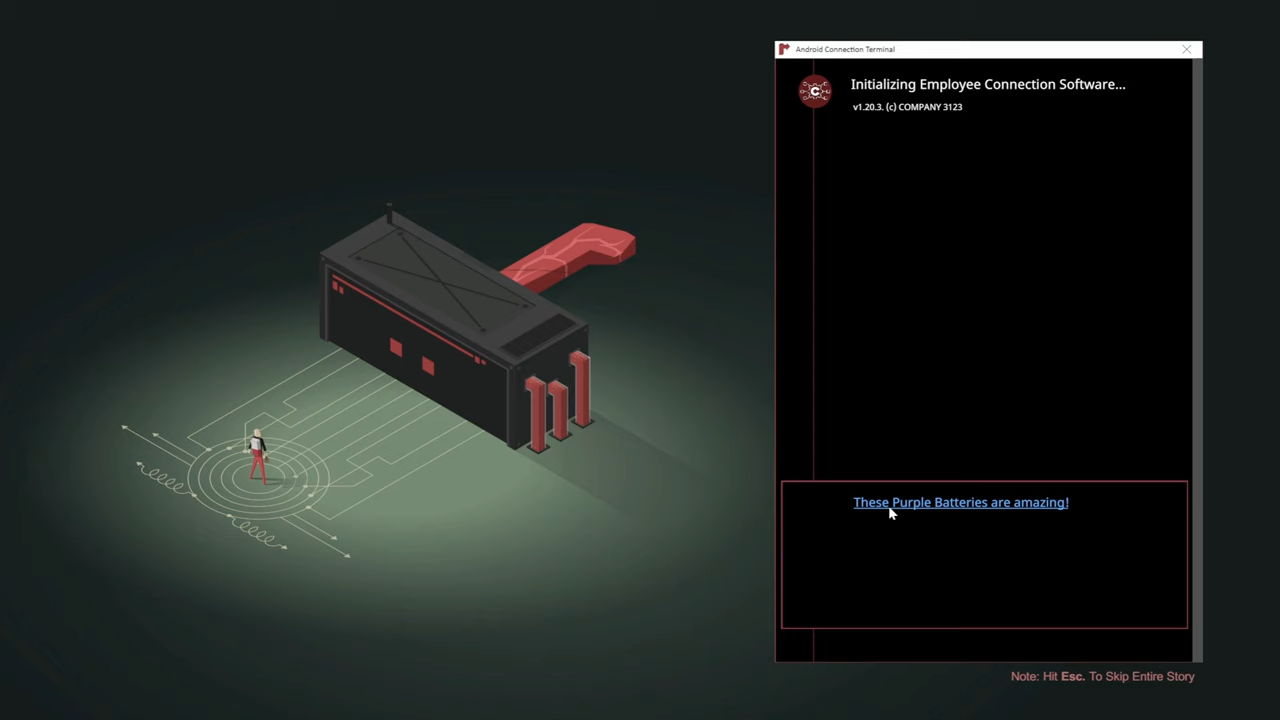 Android Connection Terminal
C
Initializing Employee Connection Software...
v1.20.3. (c) COMPANY 3123
These Purple Batteries are amazing!
Note: Hit Esc. To Skip Entire Story